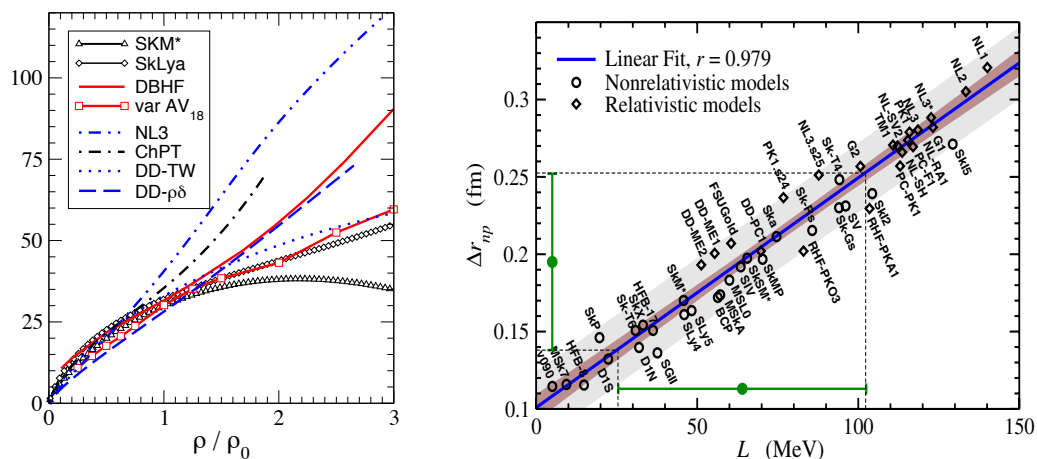 100
75
50
25
0
SKM*
SkLya
DBHF
var AV18
NL3
ChPT
DD-TW
DD-ρδ
0
1
2
3
ρ / ρ0
Δrnp (fm)
0.3
0.25
0.2
0.15
0.1
Linear Fit, r = 0.979
Nonrelativistic models
Relativistic models
v090
MSk7
HFB-8
SkP
D1S
Sk-T6
SkX
HFB-17
D1N
SGII
SkM*
SLy4
SLy5
BCP
MSkA
MSL0
SIV
SkSM*
SkMP
DD-ME2
DD-ME1
FSUGold
DD-PC1
Ska
PK1.s24
Sk-Rs
NL3.s25
Sk-T4
G2
RHF-PKO3
Sk-Gs
SV
SkI2
RHF-PKA1
TM1
NL-SV2
PK1
NL3
NL3*
NL2
NL1
G1
SkI5
NL-RA1
PC-F1
NL-SH
PC-PK1
0
50
100
150
L (MeV)